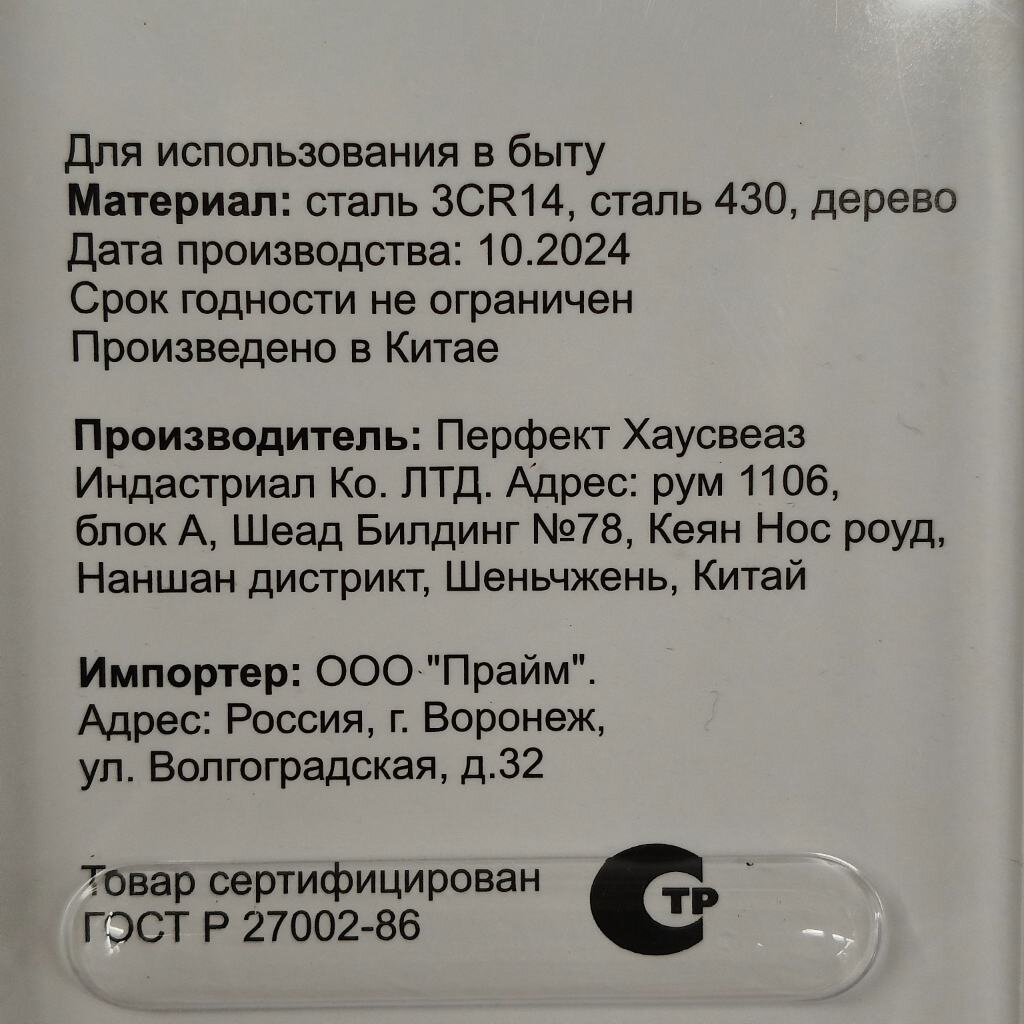 Для использования в быту
Материал: сталь 3CR14, сталь 430, дерево
Дата производства: 10.2024
Срок годности не ограничен
Произведено в Китае
Производитель: Перфект Хаусвеаз
Индастриал Ко. ЛТД. Адрес: рум 1106,
блок А, Шеад Билдинг №78, Кеян Нос роуд,
Наншан дистрикт, Шеньчжень, Китай
Импортер: ООО "Прайм".
Адрес: Россия, г. Воронеж,
ул. Волгоградская, д.32
Товар сертифицирован
ГОСТ Р 27002-86
СТР